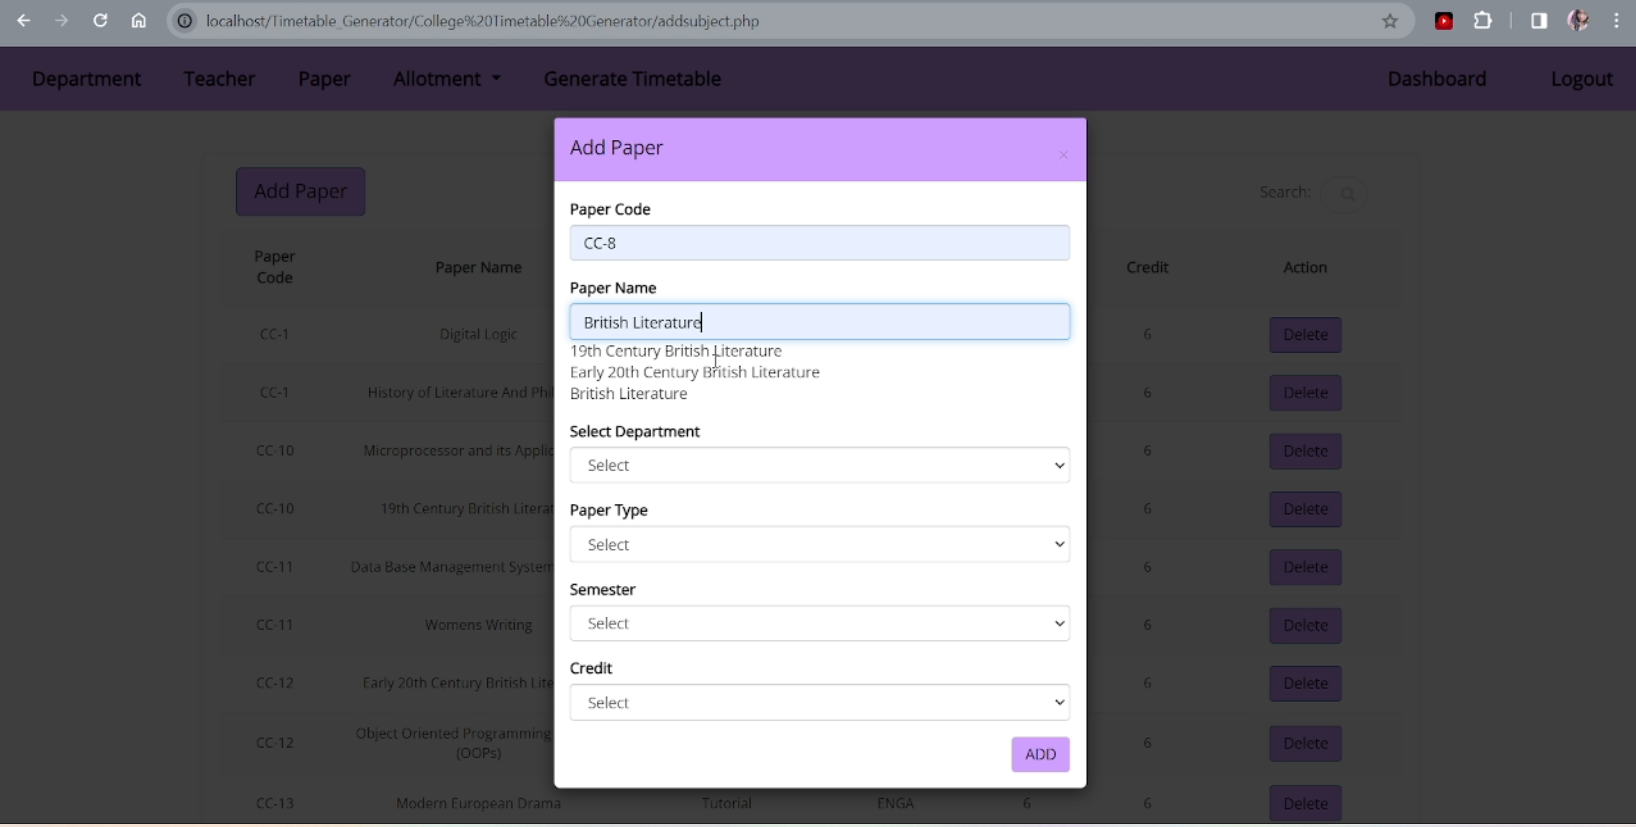 localhost/Timetable_Generator/College%20Timetable%20Generator/addsubject.php
Department Teacher Paper Allotment Generate Timetable Dashboard Logout
Add Paper
Add Paper
Search:
Paper Code
Paper Name
Credit
Action
Paper Code
CC-8
Paper Name
British Literature
19th Century British Literature
Early 20th Century British Literature
British Literature
Select Department
Select
Paper Type
Select
Semester
Select
Credit
Select
ADD
CC-1 Digital Logic 6 Delete
CC-1 History of Literature And Phil 6 Delete
CC-10 Microprocessor and its Applic 6 Delete
CC-10 19th Century British Literat 6 Delete
CC-11 Data Base Management System 6 Delete
CC-11 Womens Writing 6 Delete
CC-12 Early 20th Century British Lite 6 Delete
CC-12 Object Oriented Programming 6 Delete
(OOPs)
CC-13 Modern European Drama Tutorial ENGA 6 6 Delete